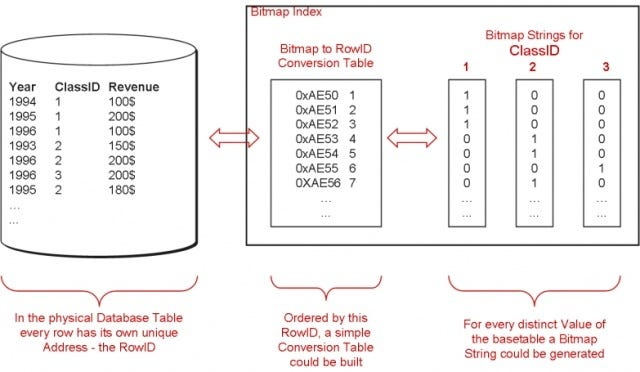 Bitmap Index
Year ClassID Revenue
1994 1 100$
1995 1 200$
1996 1 100$
1993 2 150$
1996 2 200$
1996 3 200$
1995 2 180$
...
...
Bitmap to RowID
Conversion Table
0xAE50 1
0xAE51 2
0xAE52 3
0xAE53 4
0xAE54 5
0xAE55 6
0XAE56 7
...
...
Bitmap Strings for
ClassID
1 2 3
1 0 0
1 0 0
1 0 0
0 1 0
0 1 0
0 0 1
0 1 0
... ... ...
... ... ...
In the physical Database Table
every row has its own unique
Address - the RowID
Ordered by this
RowID, a simple
Conversion Table
could be built
For every distinct Value of
the basetable a Bitmap
String could be generated